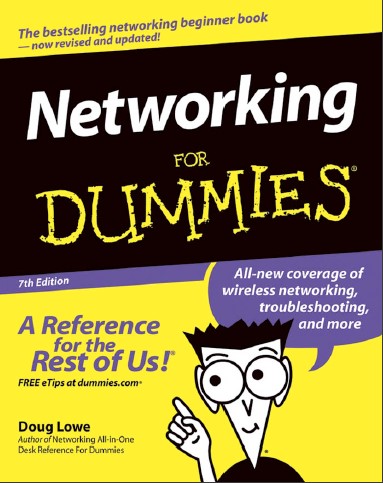 The bestselling networking beginner book
— now revised and updated!
Networking
FOR
DUMMIES®
7th Edition
All-new coverage of
wireless networking,
troubleshooting,
and more
A Reference
for the
Rest of Us!®
FREE eTips at dummies.com®
Doug Lowe
Author of Networking All-in-One
Desk Reference For Dummies